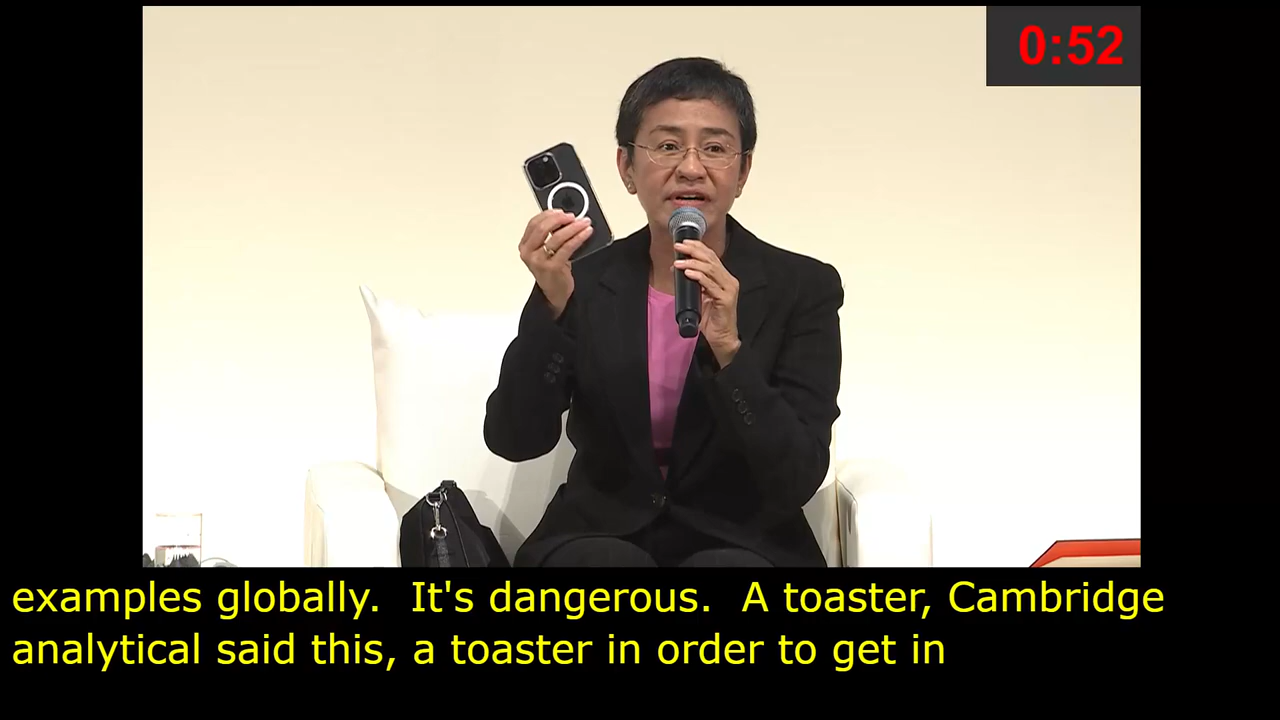 0:52
examples globally.  It's dangerous.  A toaster, Cambridge
analytical said this, a toaster in order to get in